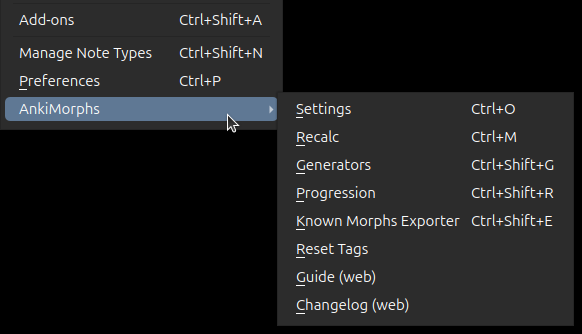 Add-ons Ctrl+Shift+A
Manage Note Types Ctrl+Shift+N
Preferences Ctrl+P
AnkiMorphs
Settings Ctrl+O
Recalc Ctrl+M
Generators Ctrl+Shift+G
Progression Ctrl+Shift+R
Known Morphs Exporter Ctrl+Shift+E
Reset Tags
Guide (web)
Changelog (web)